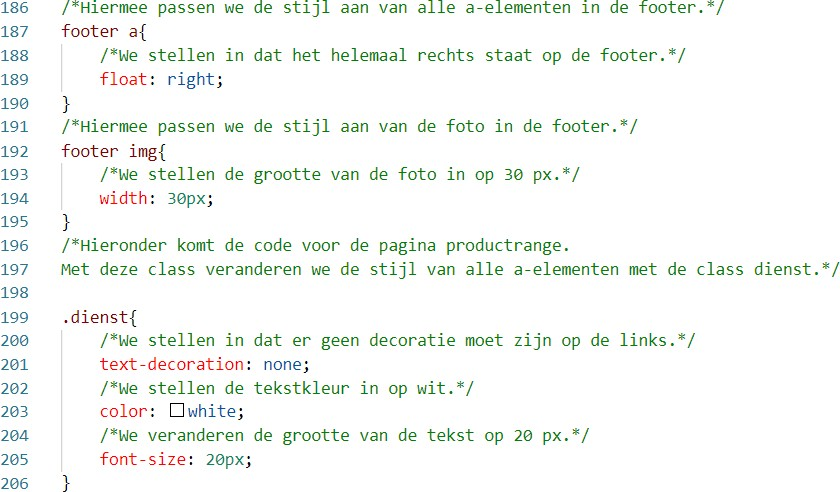 186 /*Hiermee passen we de stijl aan van alle a-elementen in de footer.*/
187 footer a{
188 /*We stellen in dat het helemaal rechts staat op de footer.*/
189 float: right;
190 }
191 /*Hiermee passen we de stijl aan van de foto in de footer.*/
192 footer img{
193 /*We stellen de grootte van de foto in op 30 px.*/
194 width: 30px;
195 }
196 /*Hieronder komt de code voor de pagina productrange.
197 Met deze class veranderen we de stijl van alle a-elementen met de class dienst.*/
198
199 .dienst{
200 /*We stellen in dat er geen decoratie moet zijn op de links.*/
201 text-decoration: none;
202 /*We stellen de tekstkleur in op wit.*/
203 color: white;
204 /*We veranderen de grootte van de tekst op 20 px.*/
205 font-size: 20px;
206 }